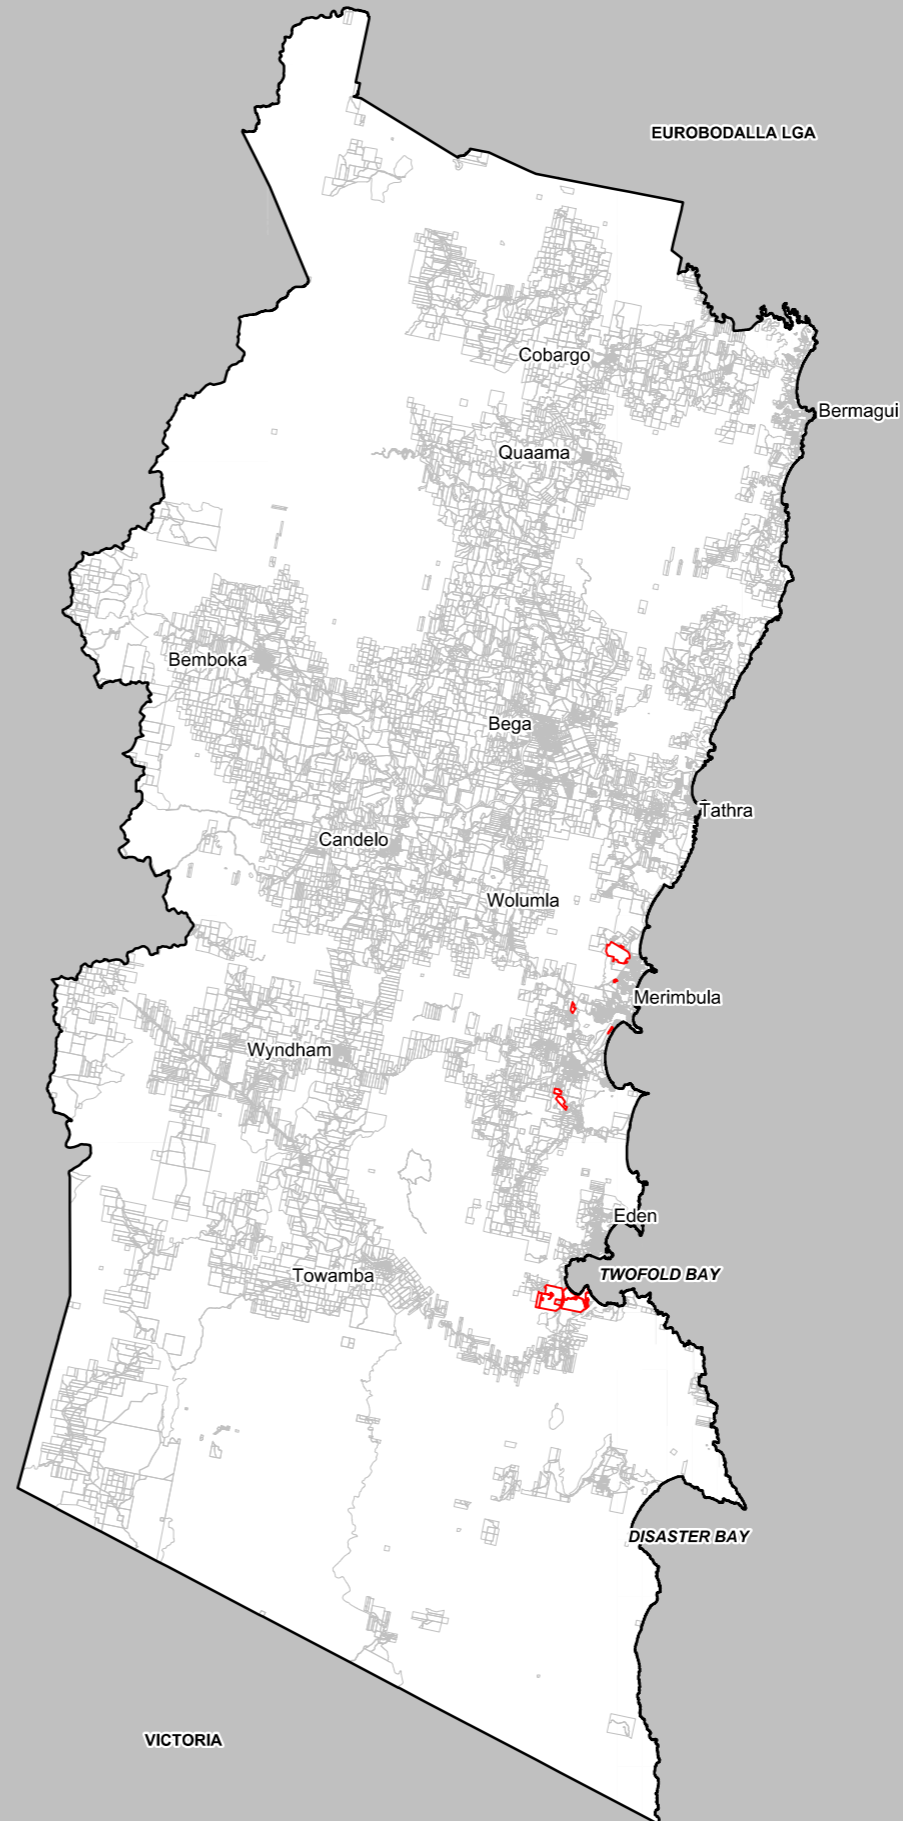 EUROBODALLA LGA
Cobargo
Bermagui
Quaama
Bemboka
Bega
Tathra
Candelo
Wolumla
Merimbula
Wyndham
Eden
TWOFOLD BAY
Towamba
DISASTER BAY
VICTORIA